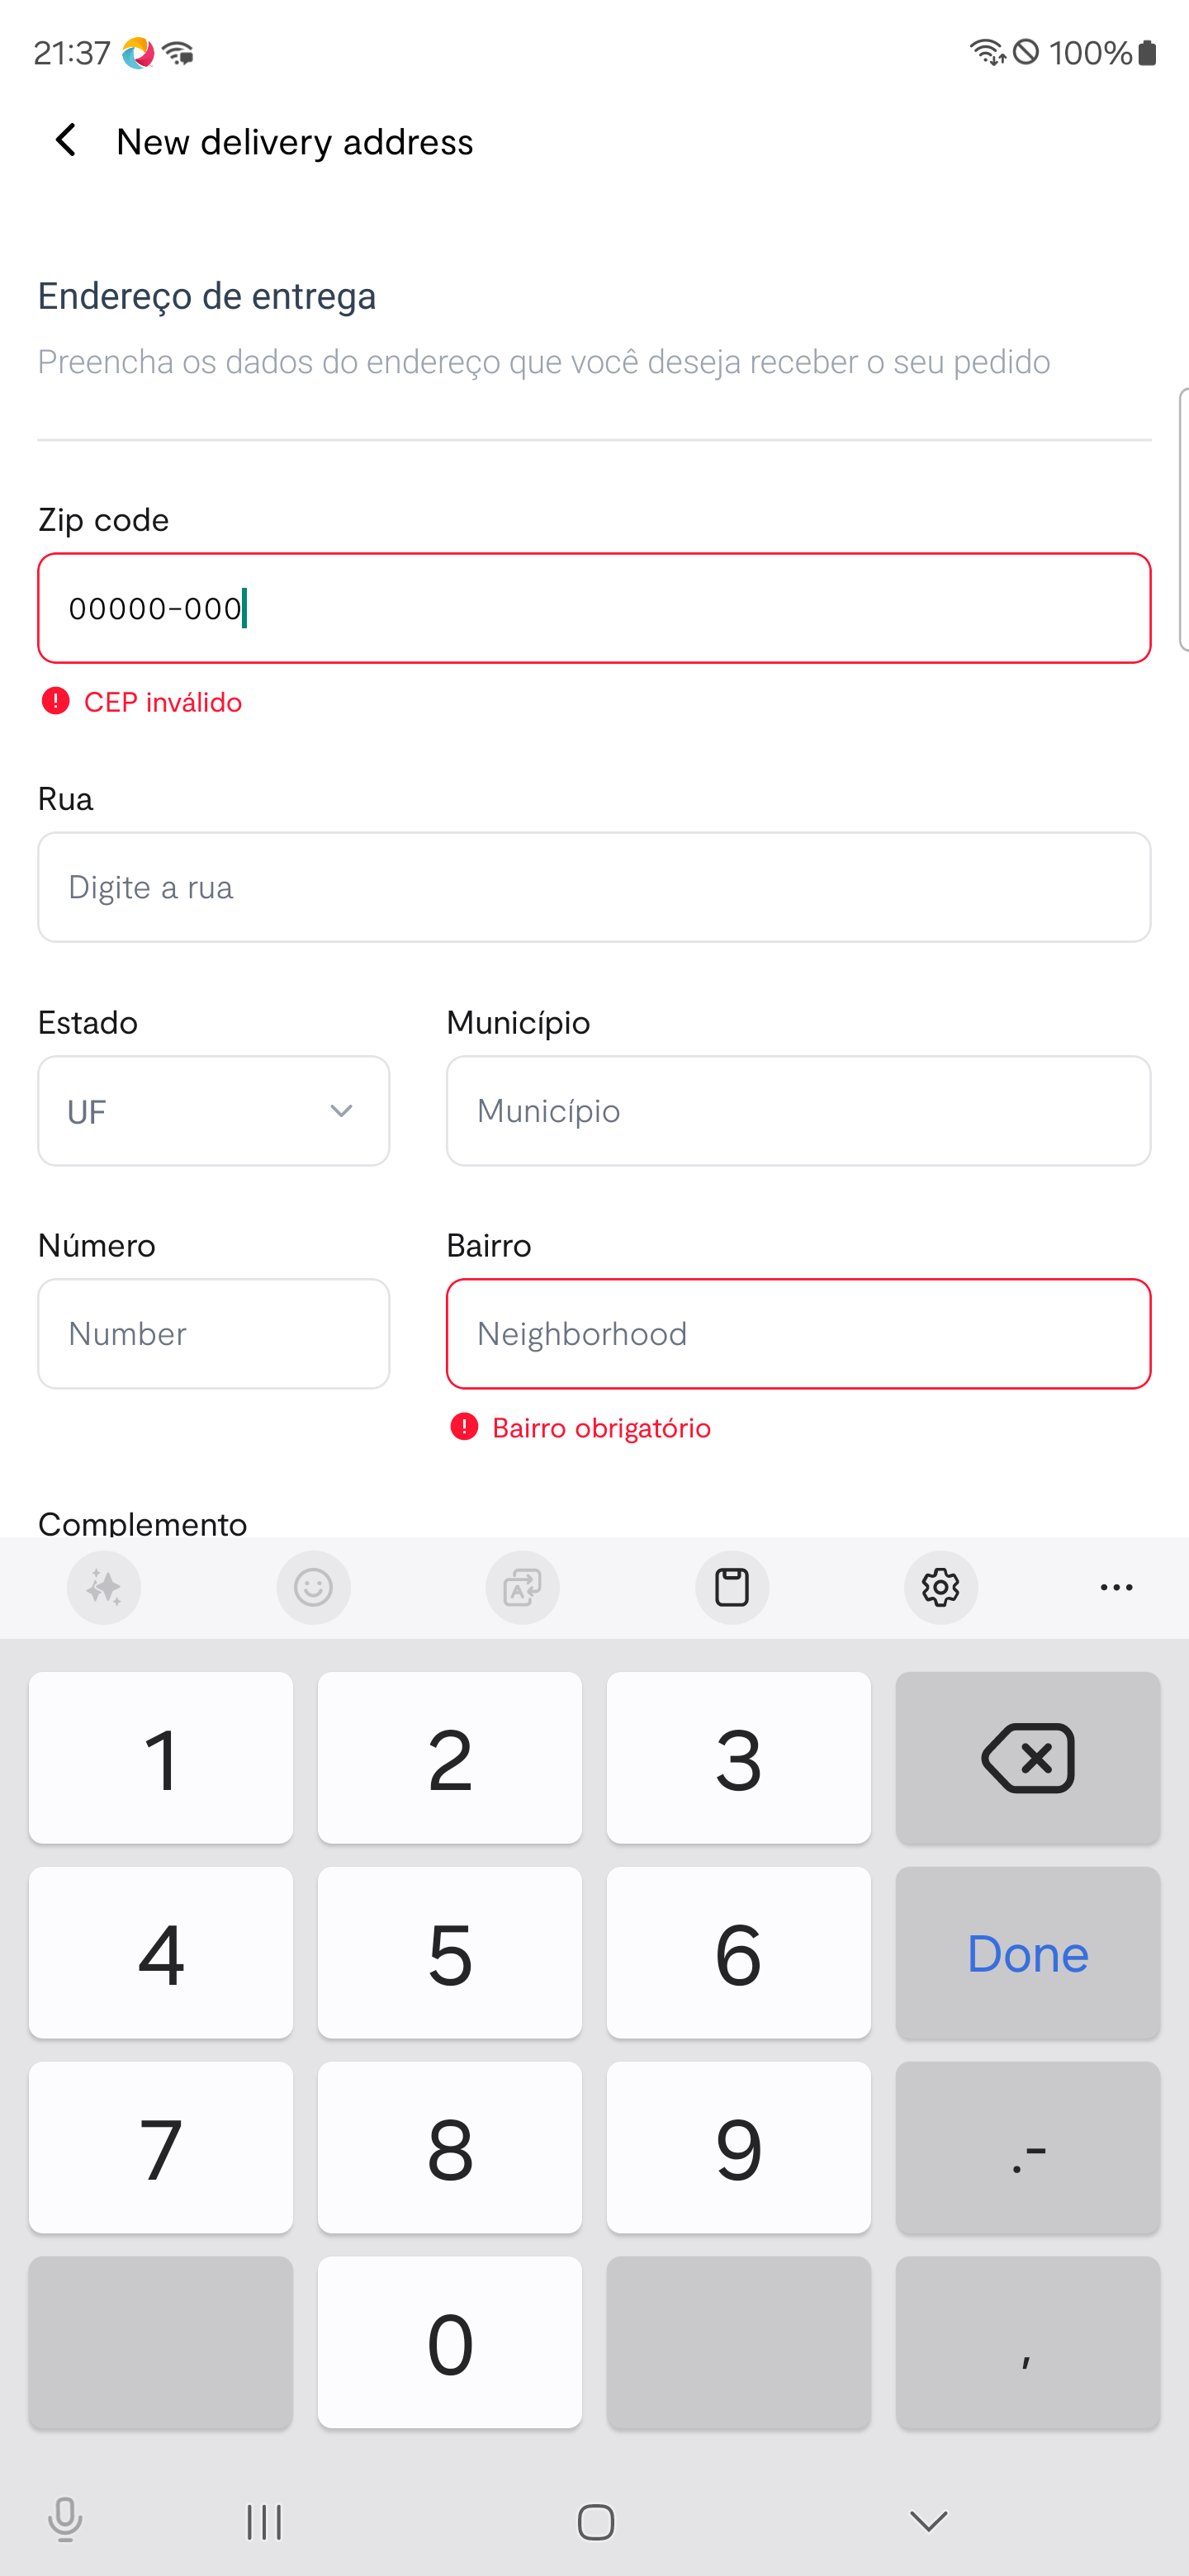 21:37 100%
New delivery address
Endereço de entrega
Preencha os dados do endereço que você deseja receber o seu pedido
Zip code
00000-000
CEP inválido
Rua
Digite a rua
Estado Município
UF Município
Número Bairro
Number Neighborhood
Bairro obrigatório
Complemento
1 2 3
4 5 6 Done
7 8 9 .-
0 ,